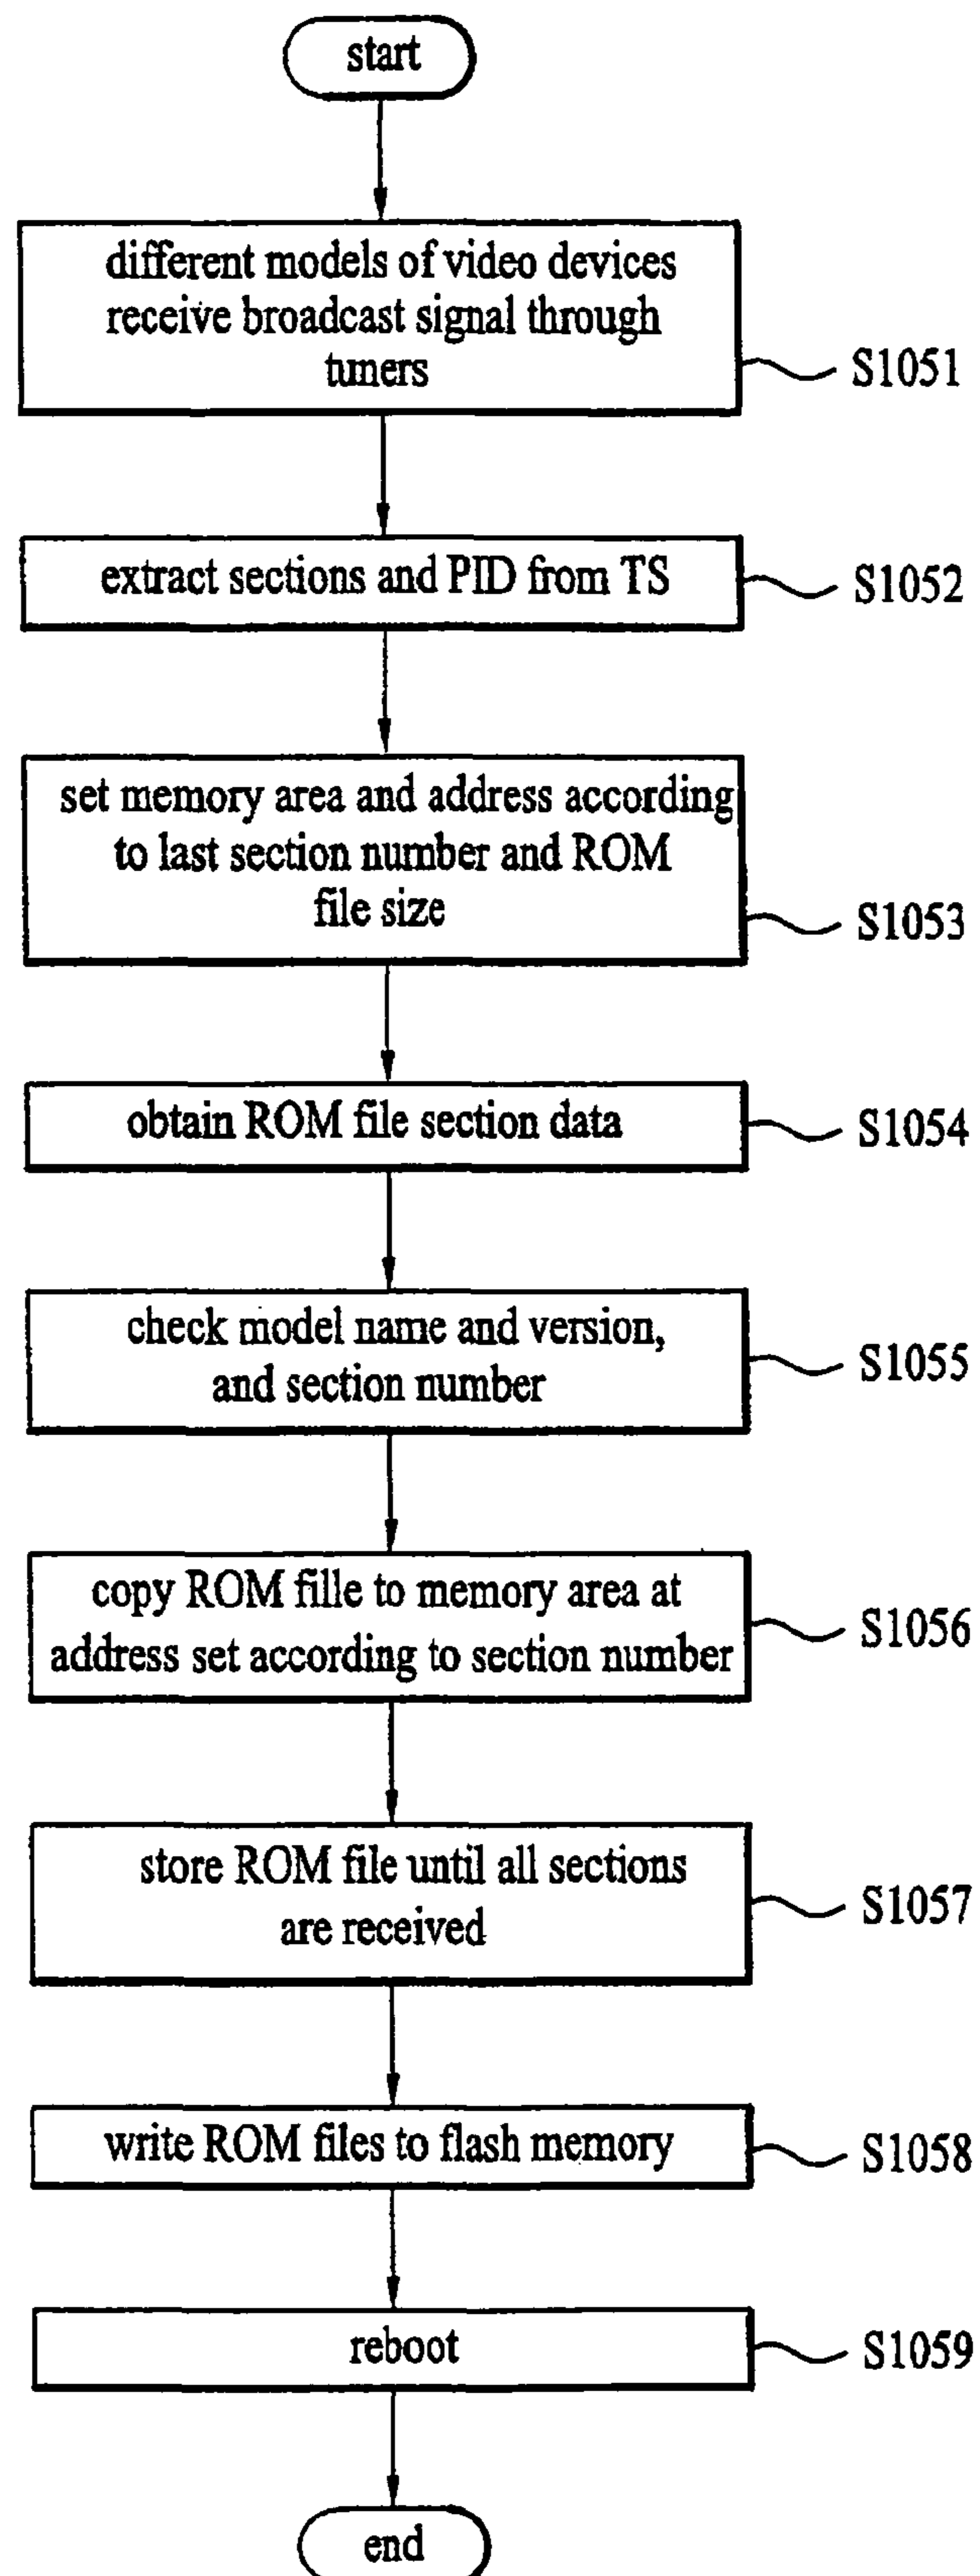 start
different models of video devices
receive broadcast signal through
tuners
S1051
extract sections and PID from TS
S1052
set memory area and address according
to last section number and ROM
file size
S1053
obtain ROM file section data
S1054
check model name and version,
and section number
S1055
copy ROM fille to memory area at
address set according to section number
S1056
store ROM file until all sections
are received
S1057
write ROM files to flash memory
S1058
reboot
S1059
end